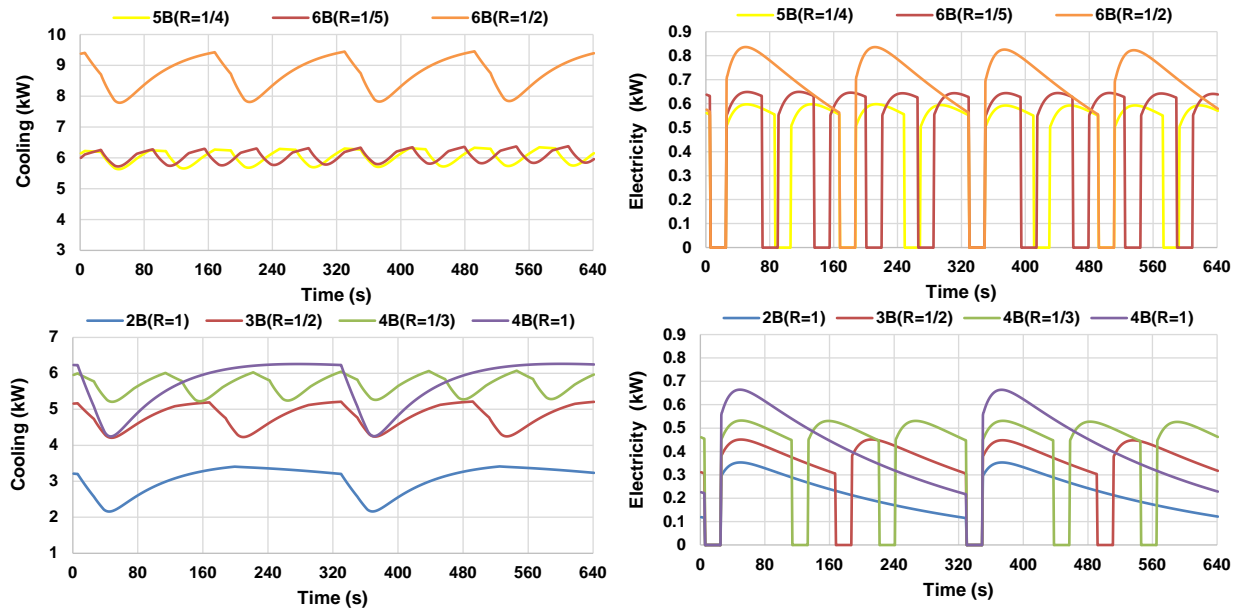 5B(R=1/4) 6B(R=1/5) 6B(R=1/2)
10
9
8
7
6
5
4
3
Cooling (kW)
0 80 160 240 320 400 480 560 640
Time (s)
5B(R=1/4) 6B(R=1/5) 6B(R=1/2)
0.9
0.8
0.7
0.6
0.5
0.4
0.3
0.2
0.1
0
Electricity (kW)
0 80 160 240 320 400 480 560 640
Time (s)
2B(R=1) 3B(R=1/2) 4B(R=1/3) 4B(R=1)
7
6
5
4
3
2
1
Cooling (kW)
0 80 160 240 320 400 480 560 640
Time (s)
2B(R=1) 3B(R=1/2) 4B(R=1/3) 4B(R=1)
0.9
0.8
0.7
0.6
0.5
0.4
0.3
0.2
0.1
0
Electricity (kW)
0 80 160 240 320 400 480 560 640
Time (s)